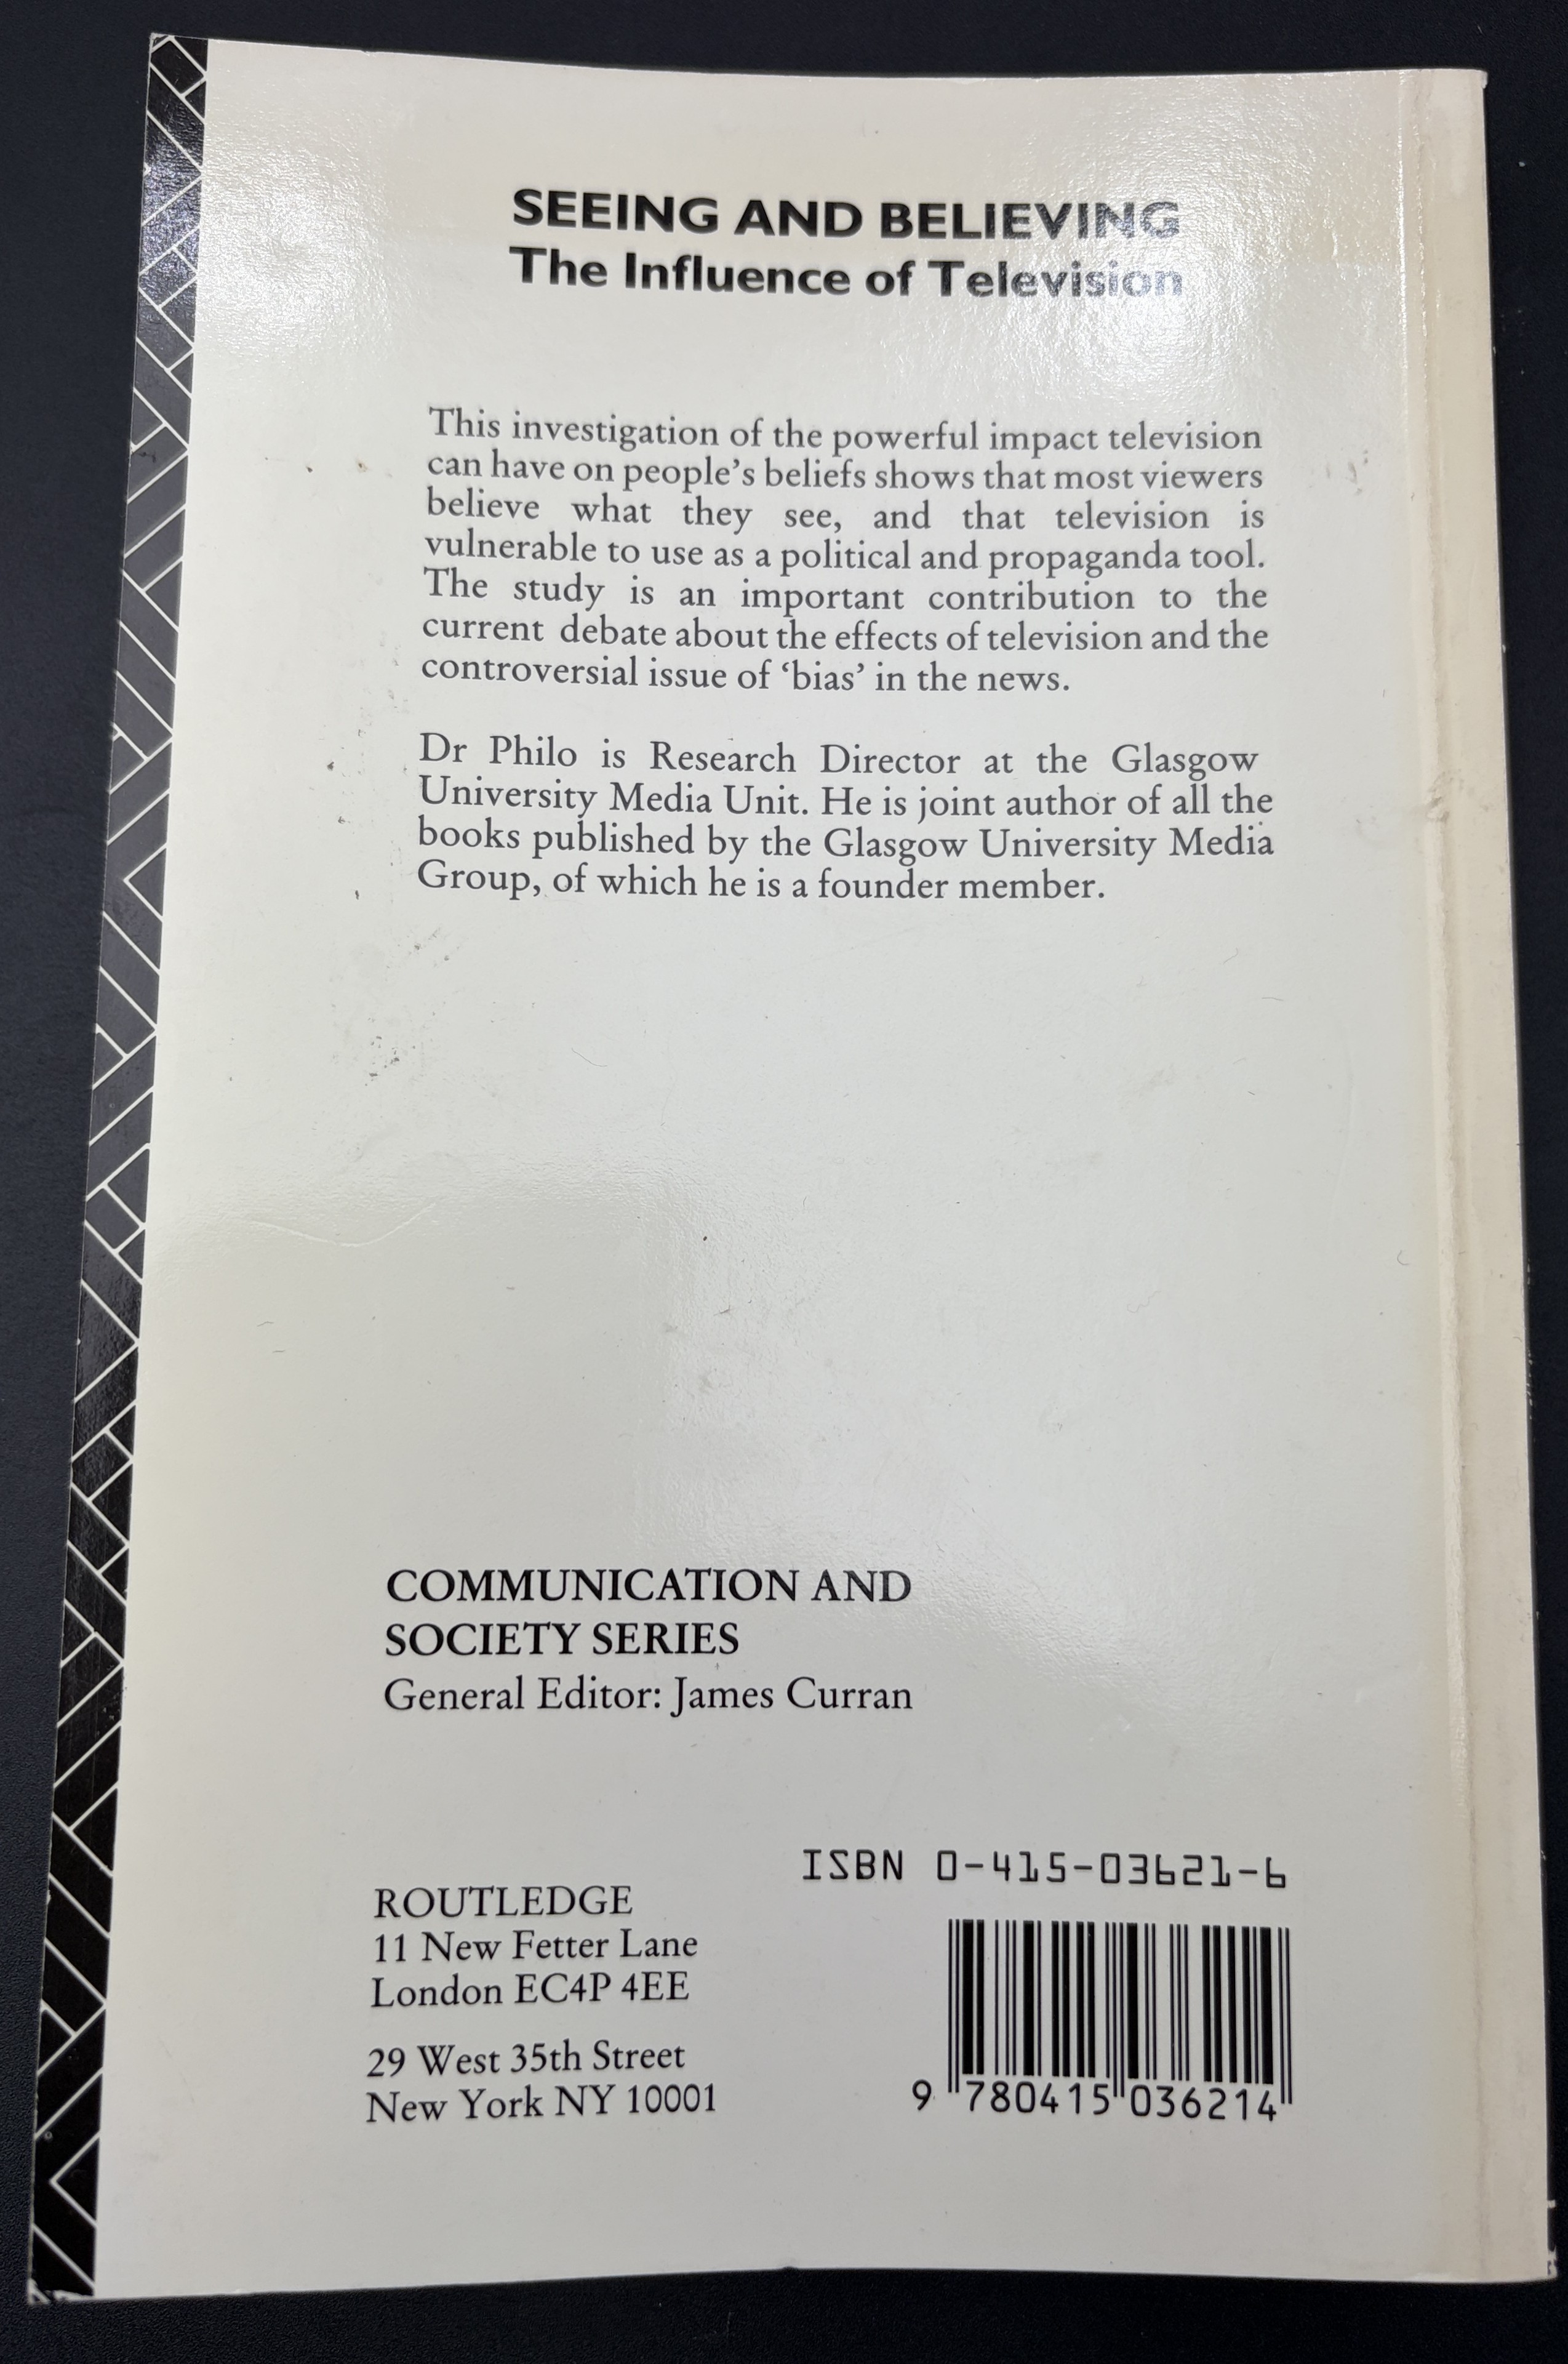 SEEING AND BELIEVING
The Influence of Television
This investigation of the powerful impact television
can have on people's beliefs shows that most viewers
believe what they see, and that television is
vulnerable to use as a political and propaganda tool.
The study is an important contribution to the
current debate about the effects of television and the
controversial issue of ‘bias’ in the news.
Dr Philo is Research Director at the Glasgow
University Media Unit. He is joint author of all the
books published by the Glasgow University Media
Group, of which he is a founder member.
COMMUNICATION AND
SOCIETY SERIES
General Editor: James Curran
ROUTLEDGE
11 New Fetter Lane
London EC4P 4EE
29 West 35th Street
New York NY 10001
ISBN 0-415-03621-6
9 780415 036214